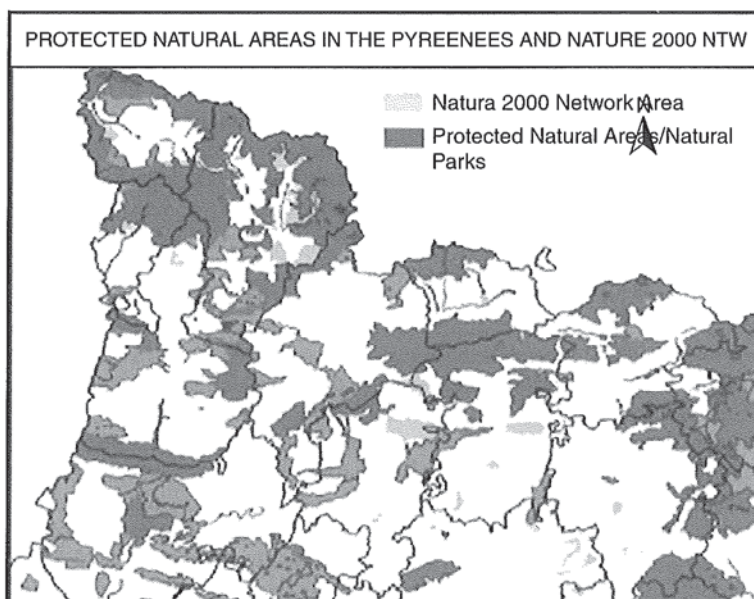 PROTECTED NATURAL AREAS IN THE PYREENEES AND NATURE 2000 NTW
N
Natura 2000 Network Area
Protected Natural Areas/Natural
Parks